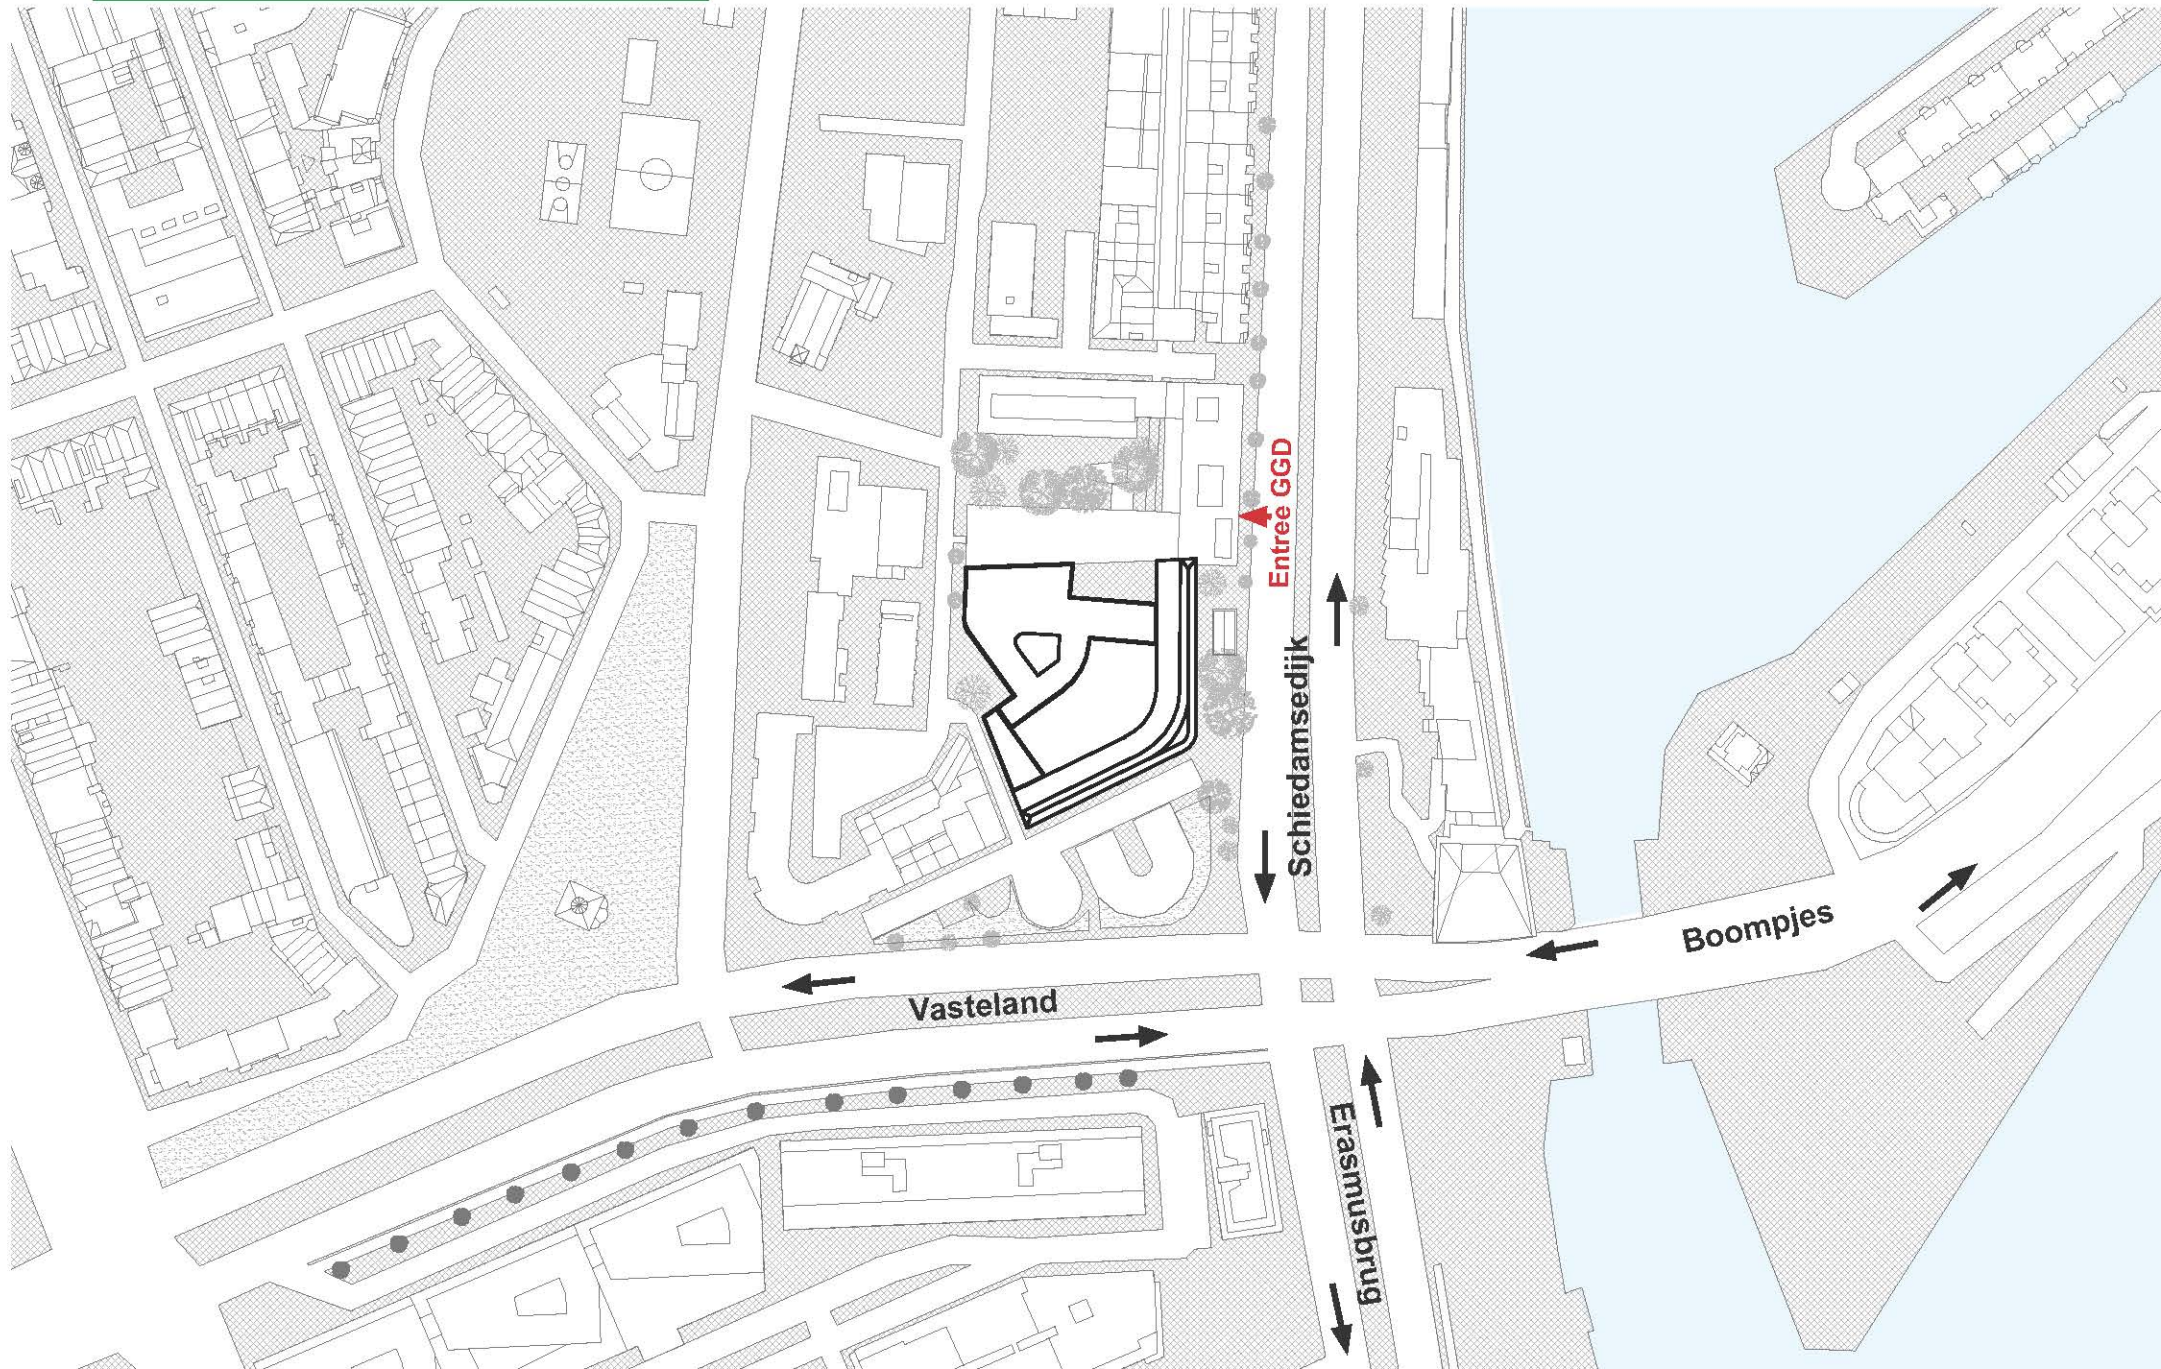 Entree GGD
Schiedamsedijk
Boompjes
Vasteland
Erasmusbrug